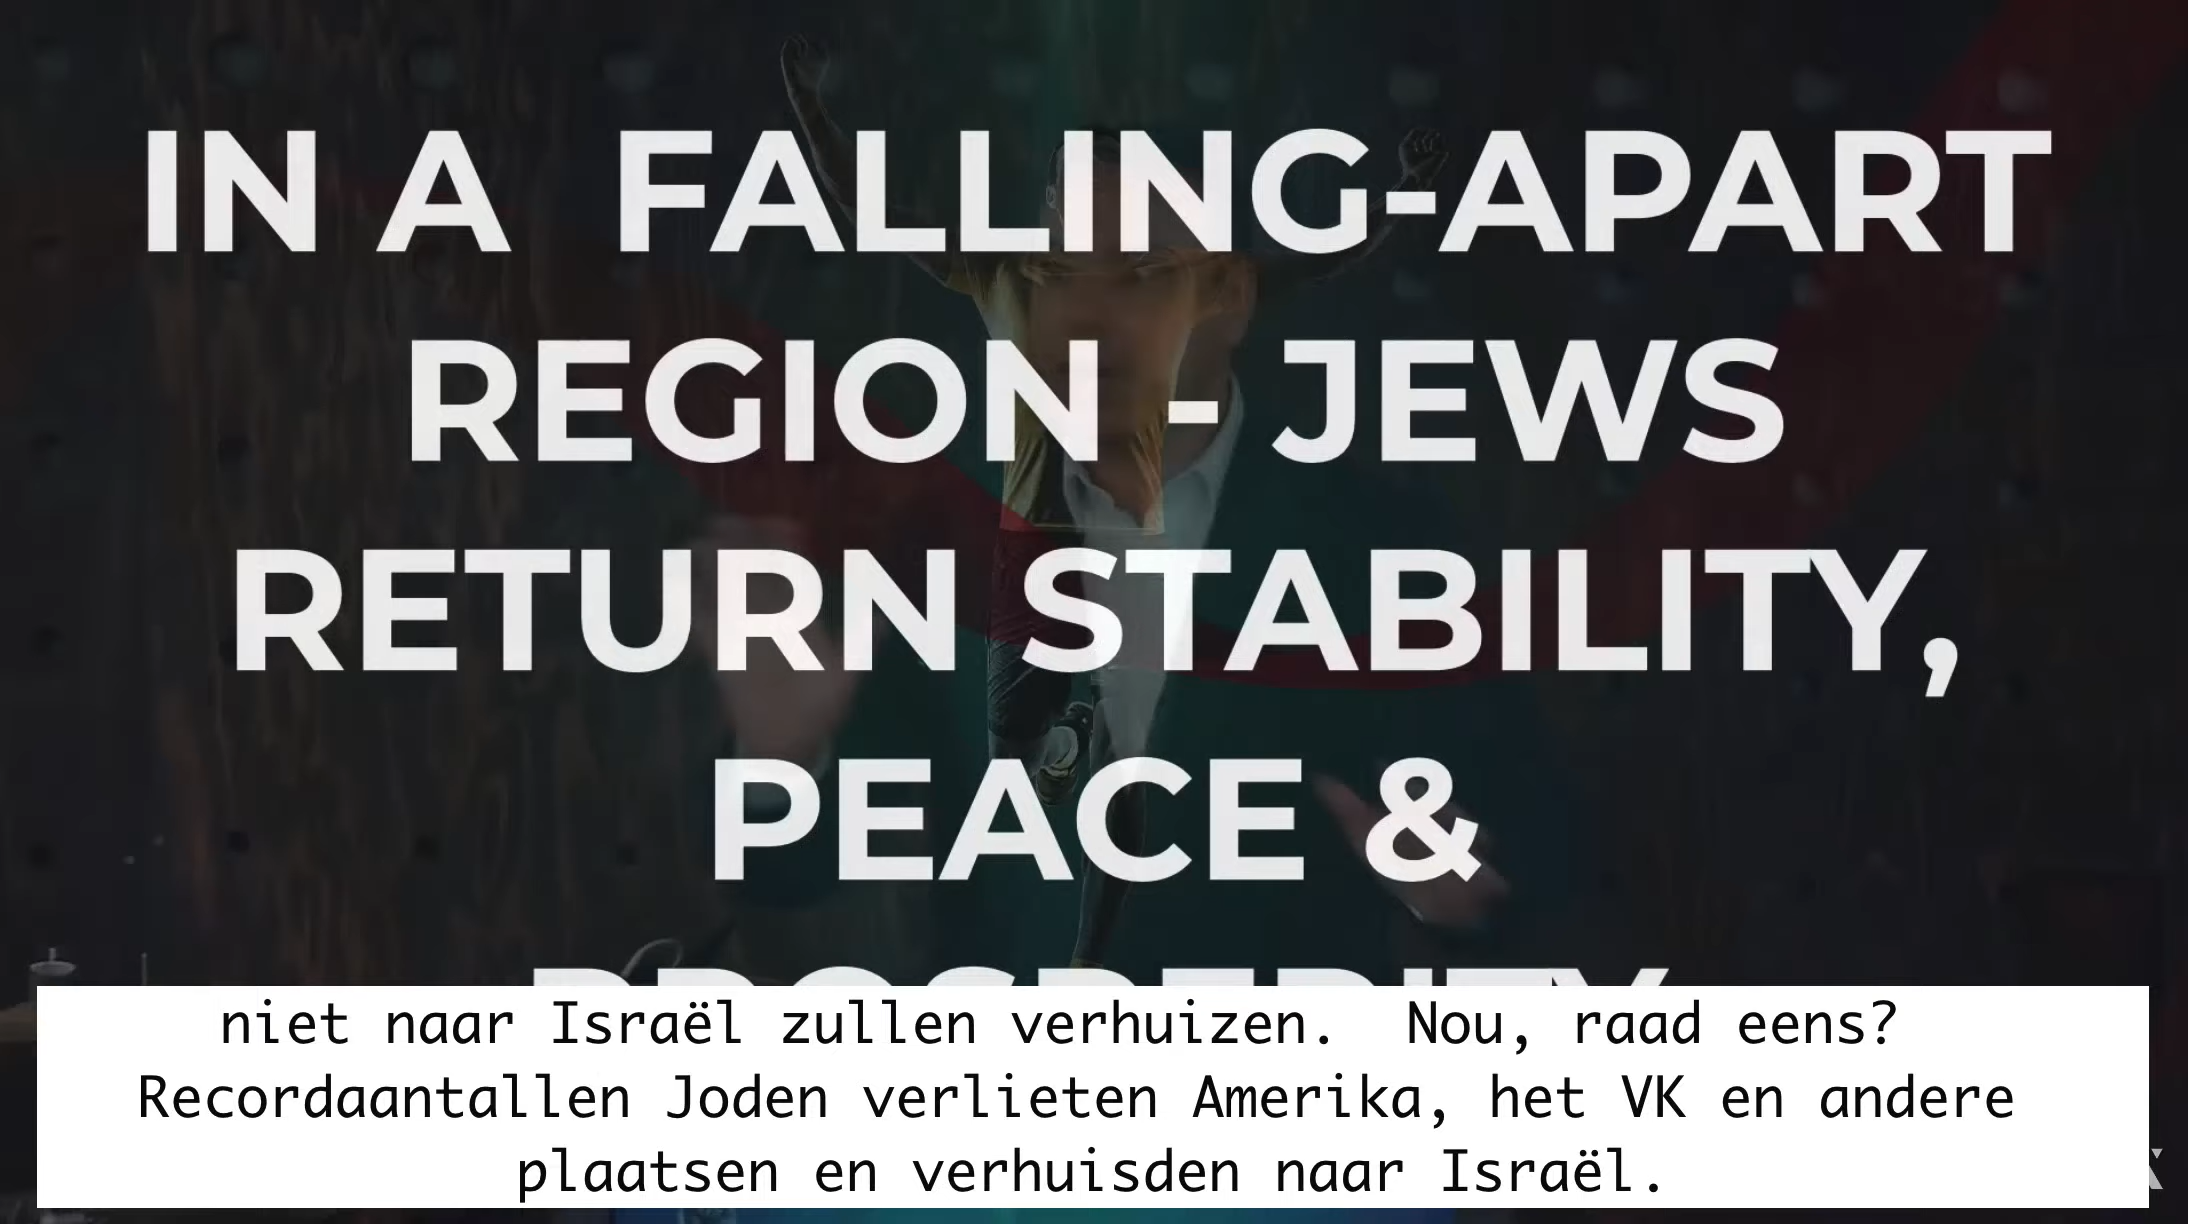 IN A FALLING-APART
REGION - JEWS
RETURN STABILITY,
PEACE &
PROSPERITY
niet naar Israël zullen verhuizen. Nou, raad eens?
Recordaantallen Joden verlieten Amerika, het VK en andere
plaatsen en verhuisden naar Israël.